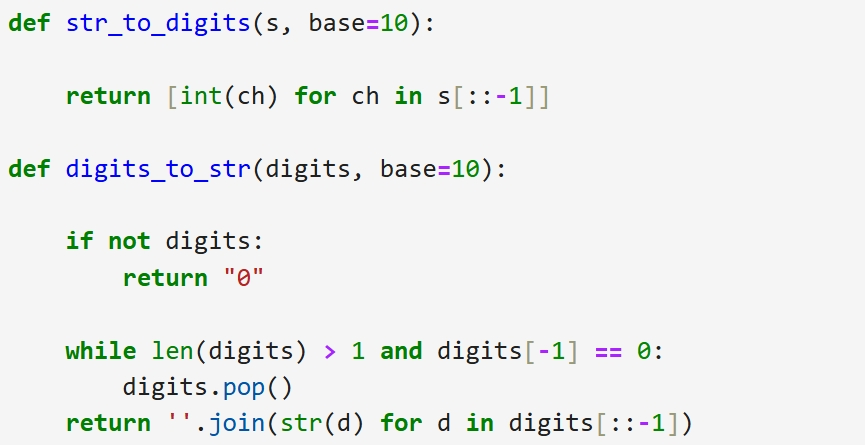 def str_to_digits(s, base=10):
    return [int(ch) for ch in s[::-1]]
def digits_to_str(digits, base=10):
    if not digits:
        return "0"
    while len(digits) > 1 and digits[-1] == 0:
        digits.pop()
    return ''.join(str(d) for d in digits[::-1])